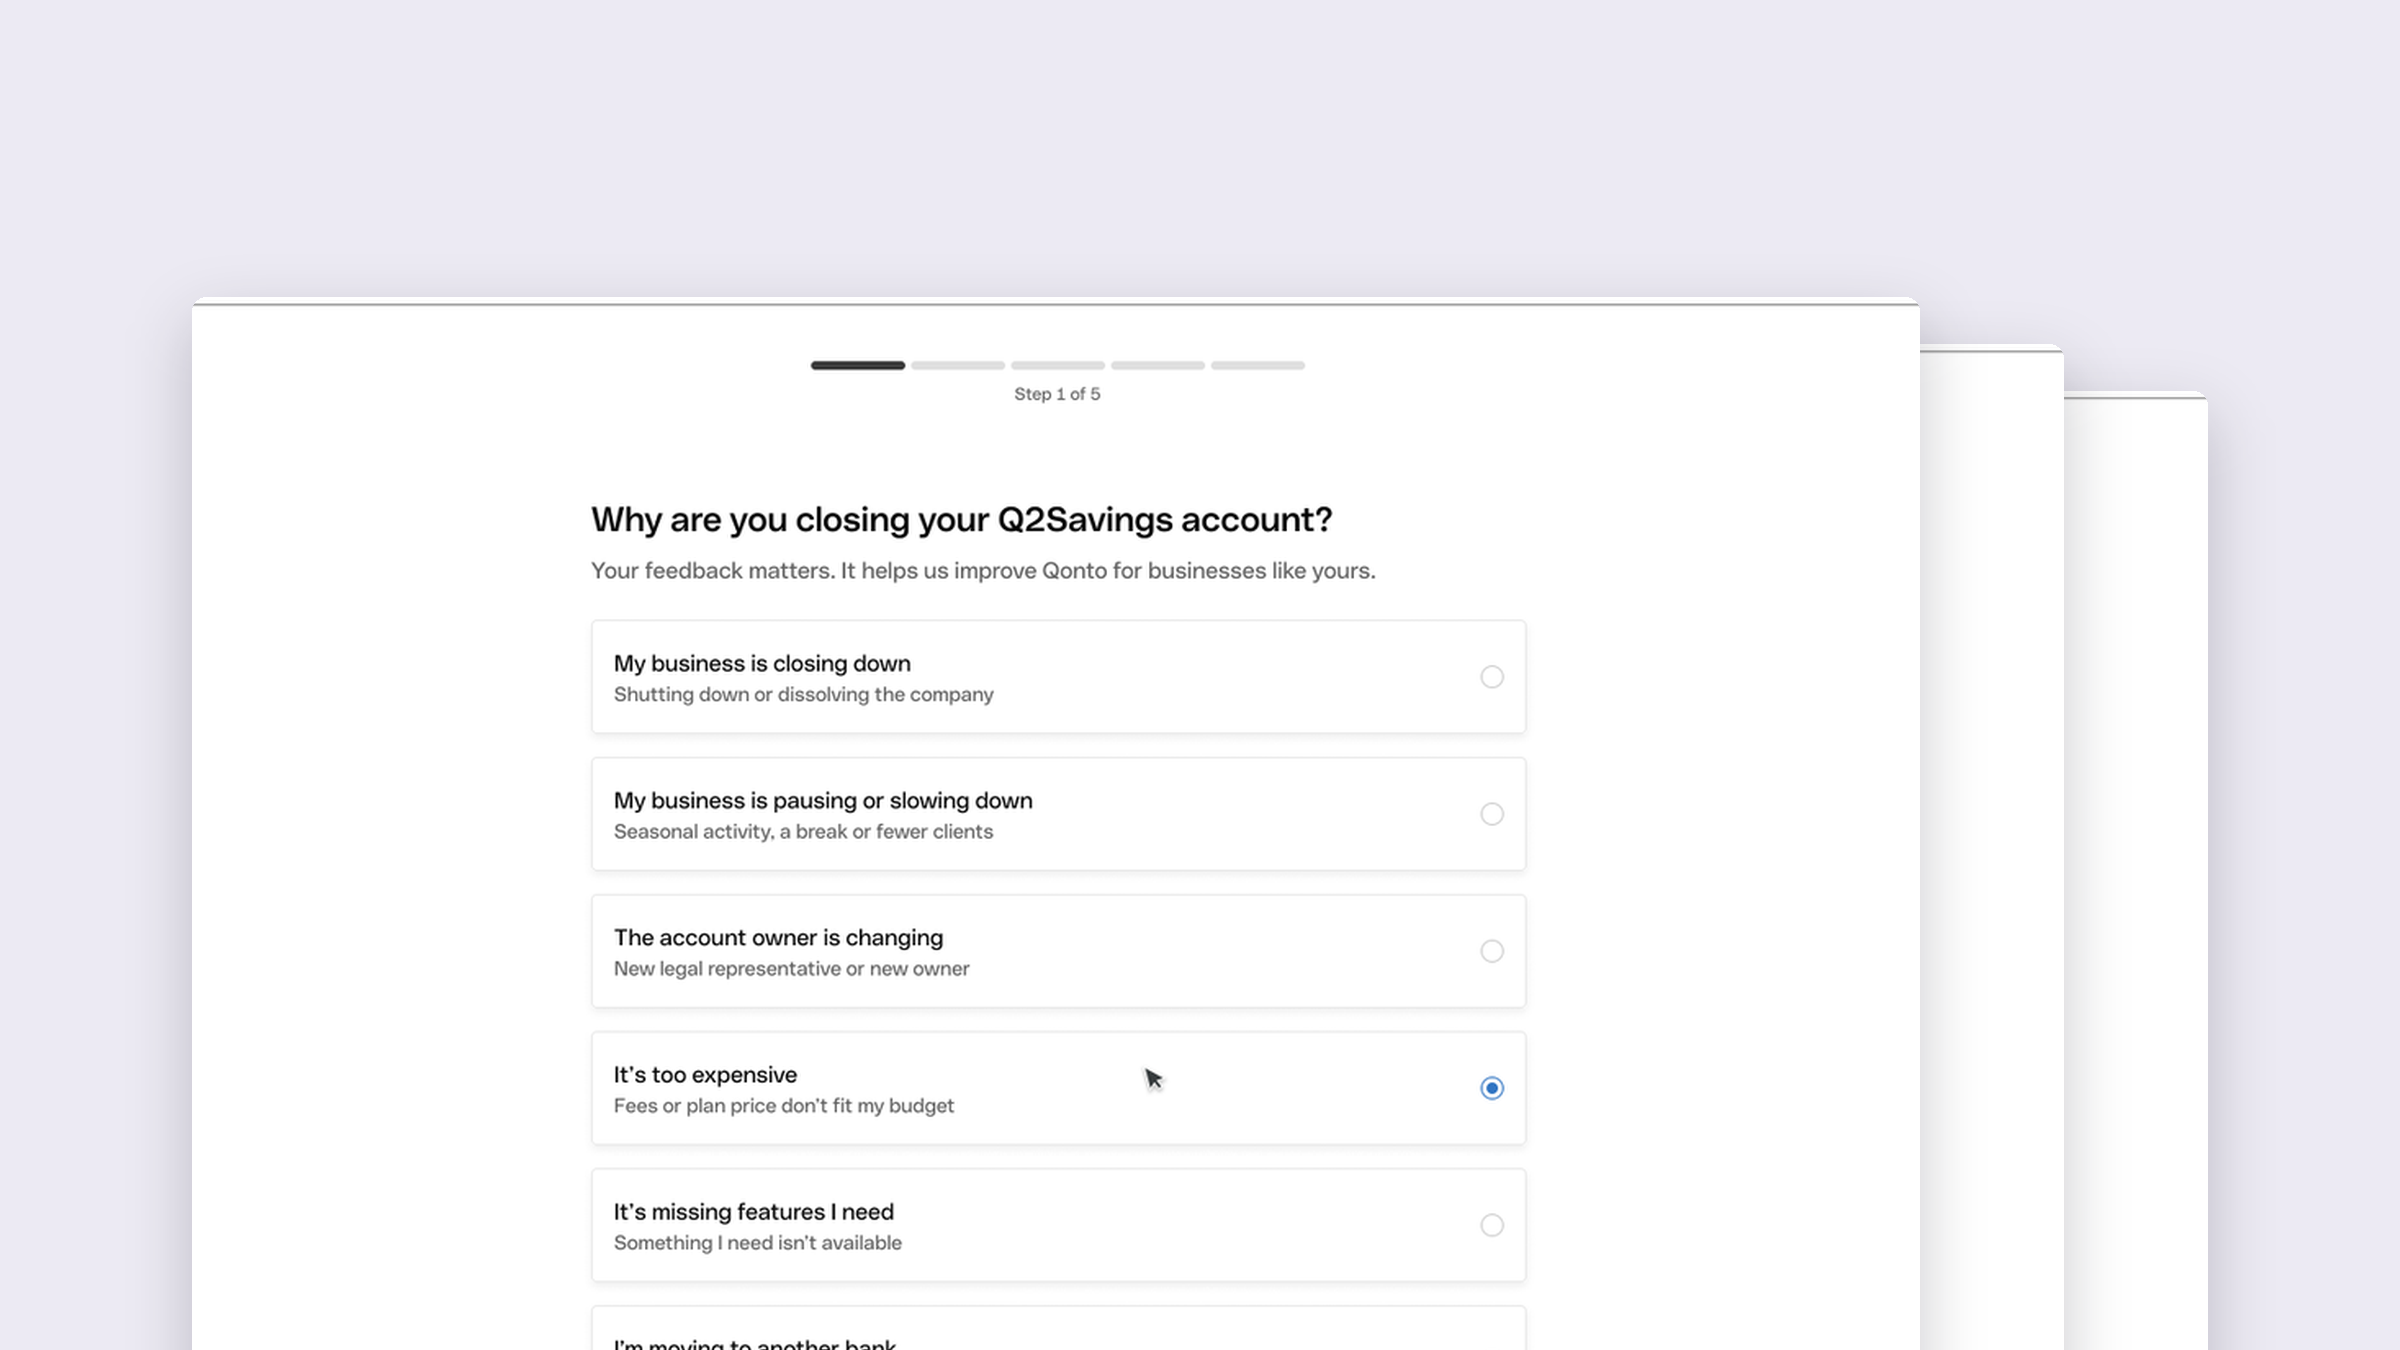 Step 1 of 5
Why are you closing your Q2Savings account?
Your feedback matters. It helps us improve Qonto for businesses like yours.
My business is closing down
Shutting down or dissolving the company
My business is pausing or slowing down
Seasonal activity, a break or fewer clients
The account owner is changing
New legal representative or new owner
It's too expensive
Fees or plan price don't fit my budget
It's missing features I need
Something I need isn't available
I'm moving to another bank